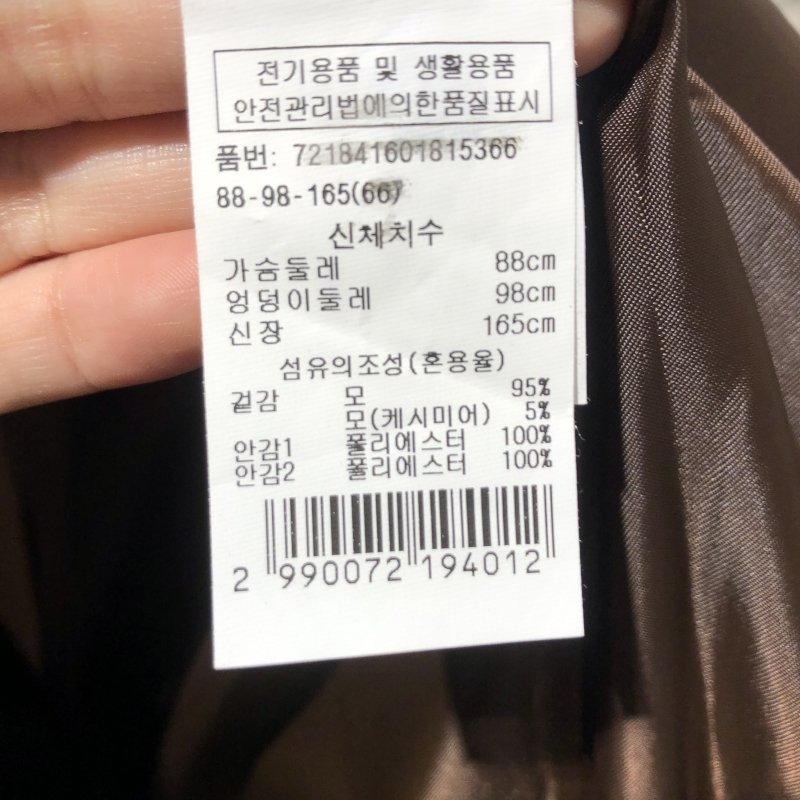 전기용품 및 생활용품
안전관리법에의한품질표시
품번: 721841601815366
88-98-165(66)
신체치수
가슴둘레 88cm
엉덩이둘레 98cm
신장 165cm
섬유의조성(혼용율)
겉감 모 95%
모(케시미어) 5%
안감1 폴리에스터 100%
안감2 폴리에스터 100%
2 990072 194012